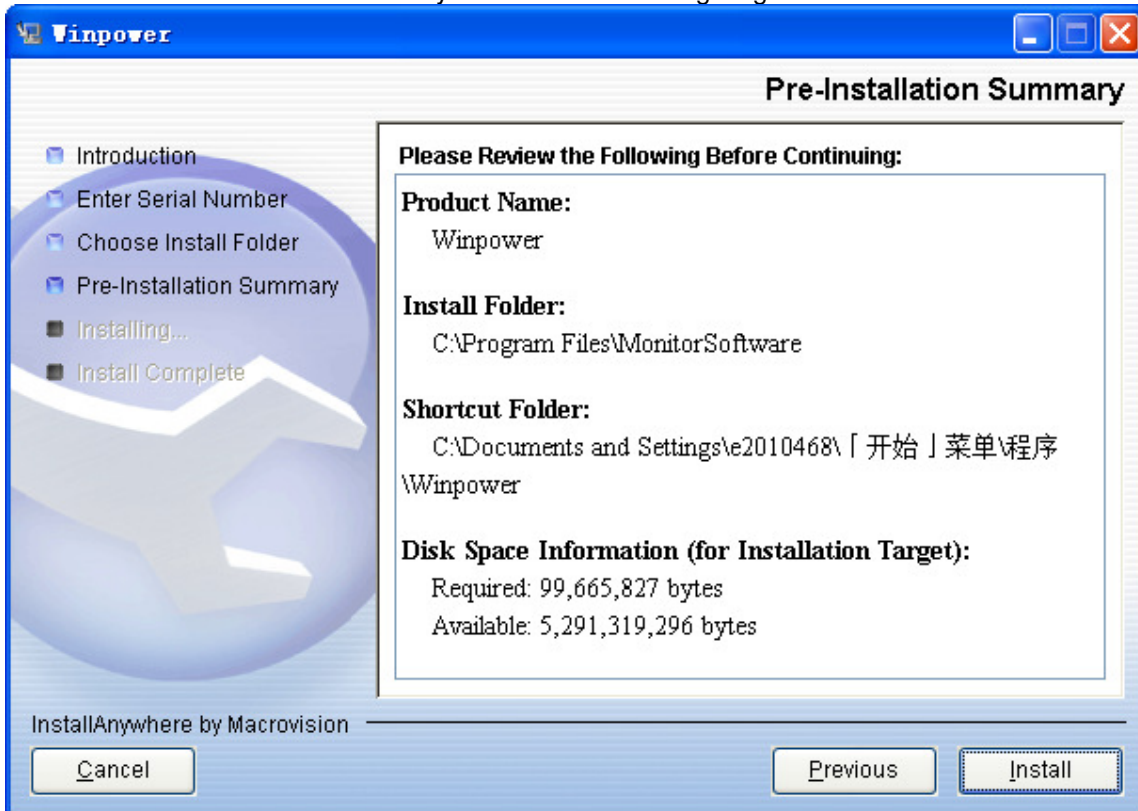 Winpower
Pre-Installation Summary
Introduction
Enter Serial Number
Choose Install Folder
Pre-Installation Summary
Installing...
Install Complete
Please Review the Following Before Continuing:
Product Name:
Winpower
Install Folder:
C:\Program Files\MonitorSoftware
Shortcut Folder:
C:\Documents and Settings\e2010468\「开始」菜单\程序
\Winpower
Disk Space Information (for Installation Target):
Required: 99,665,827 bytes
Available: 5,291,319,296 bytes
InstallAnywhere by Macrovision
Cancel
Previous
Install